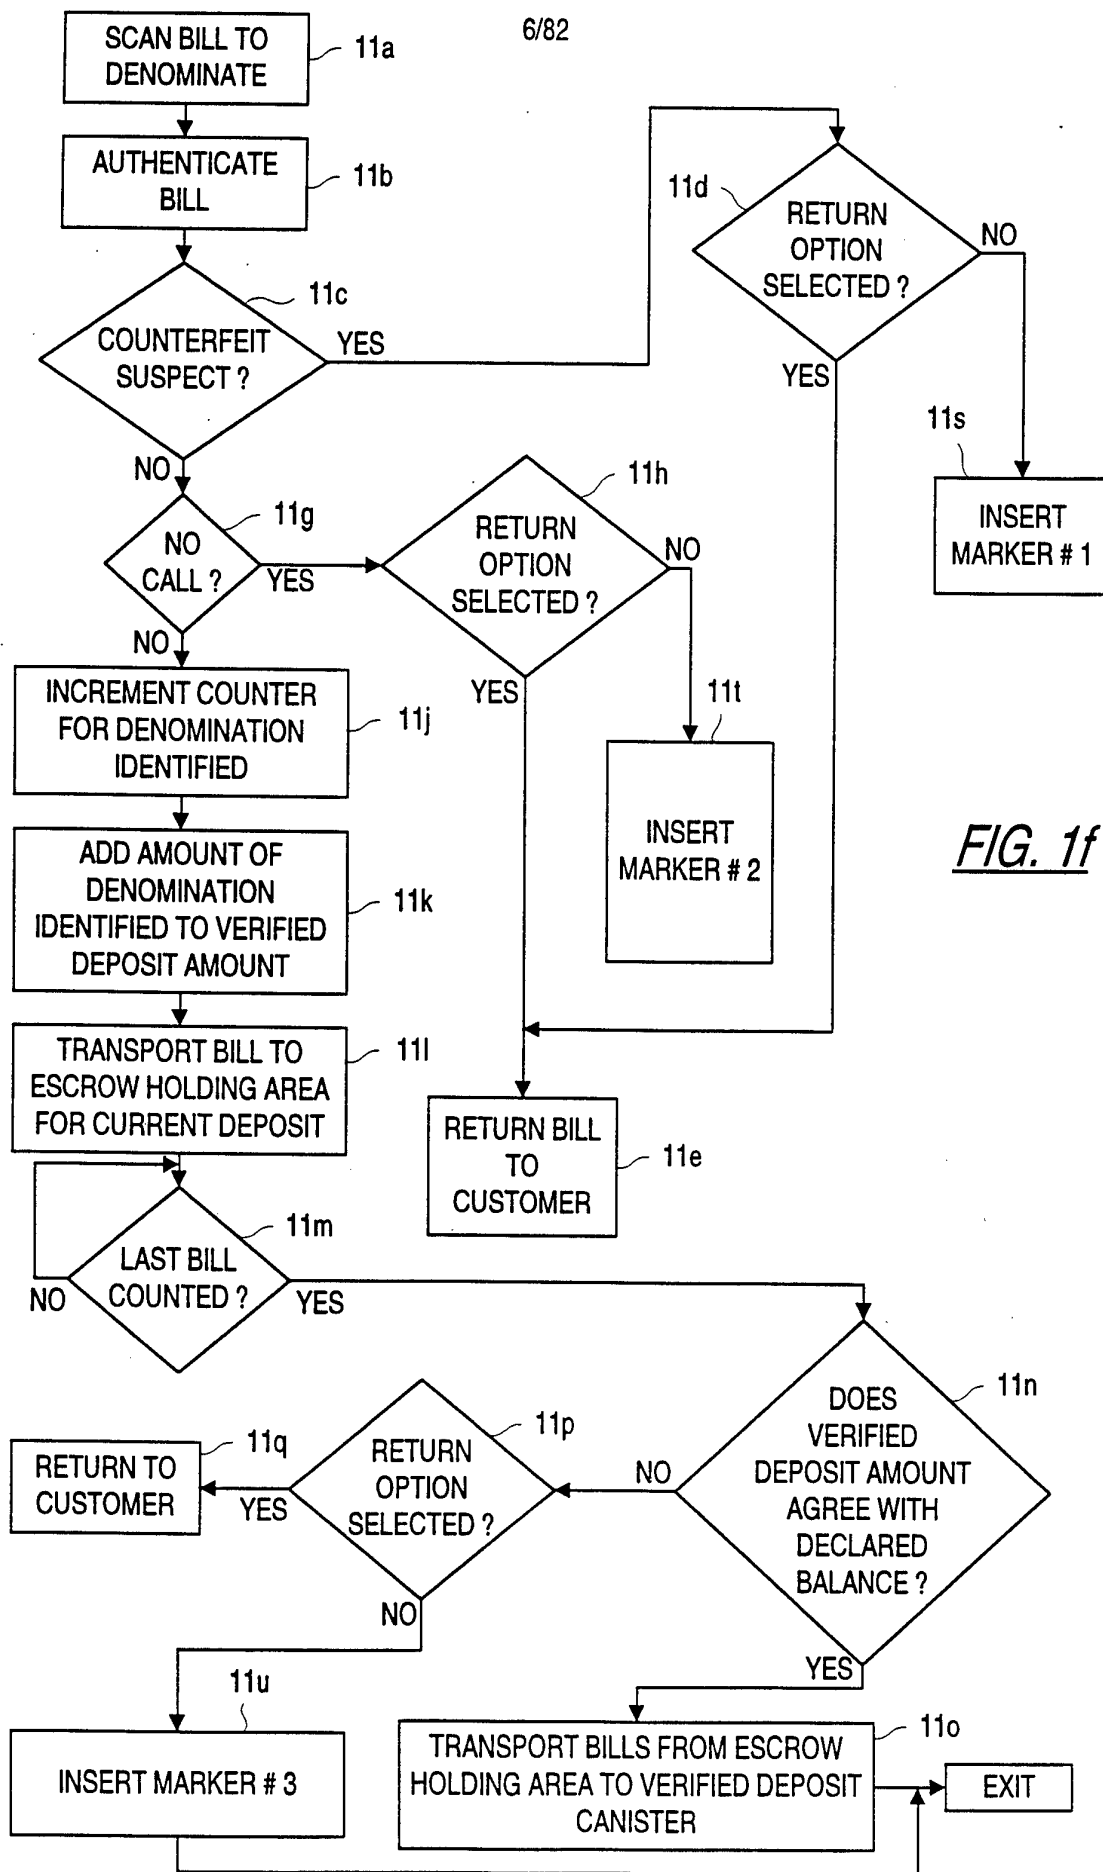 6/82
SCAN BILL TO
DENOMINATE
11a
AUTHENTICATE
BILL
11b
11c
COUNTERFEIT
SUSPECT ?
YES
NO
11d
RETURN
OPTION
SELECTED ?
NO
YES
11s
INSERT
MARKER # 1
11g
NO
CALL ?
YES
NO
11h
RETURN
OPTION
SELECTED ?
NO
YES
11t
INSERT
MARKER # 2
INCREMENT COUNTER
FOR DENOMINATION
IDENTIFIED
11j
ADD AMOUNT OF
DENOMINATION
IDENTIFIED TO VERIFIED
DEPOSIT AMOUNT
11k
FIG. 1f
TRANSPORT BILL TO
ESCROW HOLDING AREA
FOR CURRENT DEPOSIT
11l
RETURN BILL
TO
CUSTOMER
11e
11m
LAST BILL
COUNTED ?
NO
YES
11n
DOES
VERIFIED
DEPOSIT AMOUNT
AGREE WITH
DECLARED
BALANCE ?
NO
YES
11p
RETURN
OPTION
SELECTED ?
YES
NO
11q
RETURN TO
CUSTOMER
11u
INSERT MARKER # 3
11o
TRANSPORT BILLS FROM ESCROW
HOLDING AREA TO VERIFIED DEPOSIT
CANISTER
EXIT